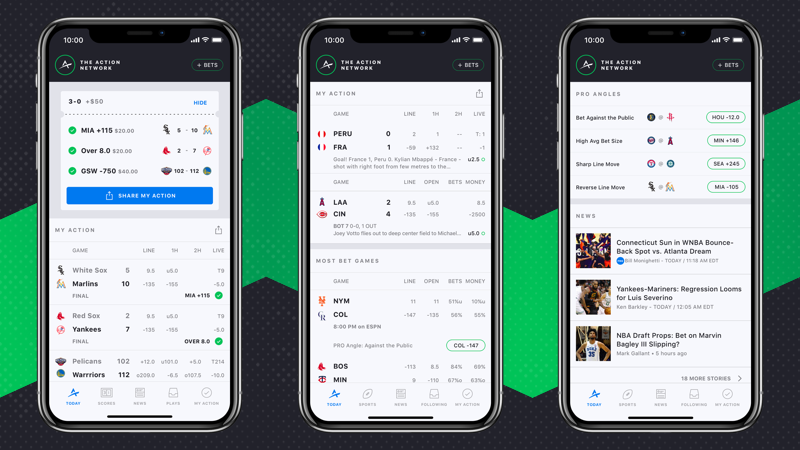 10:00
THE ACTION
NETWORK
+ BETS
3-0 +$50
HIDE
MIA +115 $20.00 5 - 10
Over 8.0 $20.00 2 - 7
GSW -750 $40.00 102 - 112
SHARE MY ACTION
MY ACTION
GAME LINE 1H 2H LIVE
White Sox 5 9.5 u5.0 T9
Marlins 10 -135 -155
FINAL MIA +115
Red Sox 2 9.5 u5.0 T9
Yankees 7 -135 -155
FINAL OVER 8.0
Pelicans 102 +12.0 u101.0 +5.0 T214
Warrriors 112 o209.0 -6.5 o107.5 -10.0
TODAY SCORES NEWS PLAYS MY ACTION
10:00
THE ACTION
NETWORK
+ BETS
MY ACTION
GAME LINE 1H 2H LIVE
PERU 0 2 1 -- T: 1
FRA 1 -59 +132 -- -1
Goal! France 1, Peru 0. Kylian Mbappé - France - u2.5
shot with right foot from few metres to the...
GAME LINE OPEN BETS MONEY
LAA 2 9.5 u5.0 8.5
CIN 4 -135 -155 -2500
BOT 7 0-0, 1 OUT
Joey Votto flies out to deep center field to Michael... u5.0
MOST BET GAMES
GAME LINE OPEN BETS MONEY
NYM 11 11 51%u 10%u
COL -147 -135 56% 55%
6:00 PM on ESPN
PRO Angle: Against the Public COL -147
BOS -113 8.5 64% 69%
MIN 9 -110 67%u 63%u
TODAY SPORTS NEWS FOLLOWING MY ACTION
10:00
THE ACTION
NETWORK
+ BETS
PRO ANGLES
Bet Against the Public @ HOU -12.0
High Avg Bet Size @ MIN +146
Sharp Line Move @ SEA +245
Reverse Line Move @ MIA -105
NEWS
Connecticut Sun in WNBA Bounce-
Back Spot vs. Atlanta Dream
Bill Monighetti • TODAY / 11:18 AM EDT
Yankees-Mariners: Regression Looms
for Luis Severino
Ken Barkley • TODAY / 12:05 AM EDT
NBA Draft Props: Bet on Marvin
Bagley III Slipping?
Mark Gallant • 5 hours ago
18 MORE STORIES
TODAY SPORTS NEWS FOLLOWING MY ACTION